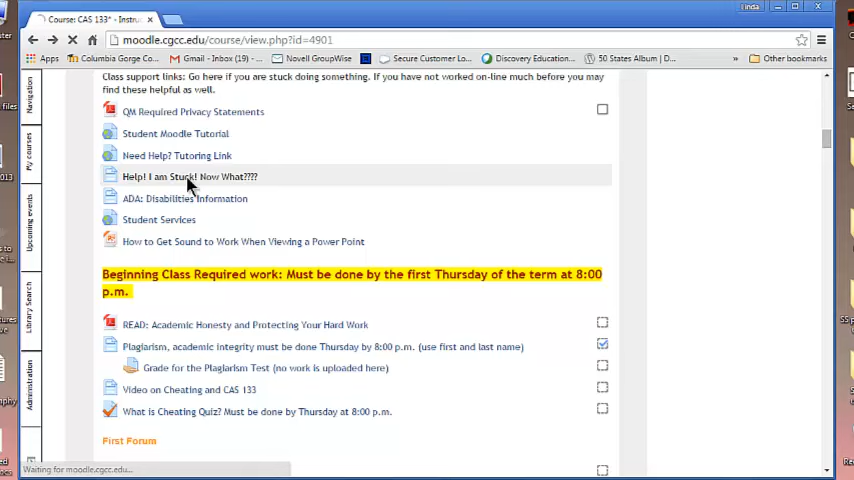 Linda
Course: CAS 133* - Instru
moodle.cgcc.edu/course/view.php?id=4901
Apps Columbia Gorge Co... Gmail - Inbox (19) - ... Novell GroupWise Secure Customer Lo... Discovery Education... 50 States Album | D... » Other bookmarks
Class support links: Go here if you are stuck doing something. If you have not worked on-line much before you may
find these helpful as well.
QM Required Privacy Statements
Student Moodle Tutorial
Need Help? Tutoring Link
Help! I am Stuck! Now What????
ADA: Disabilities Information
Student Services
How to Get Sound to Work When Viewing a Power Point
Beginning Class Required work: Must be done by the first Thursday of the term at 8:00
p.m.
READ: Academic Honesty and Protecting Your Hard Work
Plagiarism, academic integrity must be done Thursday by 8:00 p.m. (use first and last name)
Grade for the Plagiarism Test (no work is uploaded here)
Video on Cheating and CAS 133
What is Cheating Quiz? Must be done by Thursday at 8:00 p.m.
First Forum
Waiting for moodle.cgcc.edu...
Navigation
My courses
Upcoming events
Library Search
Administration
files
013